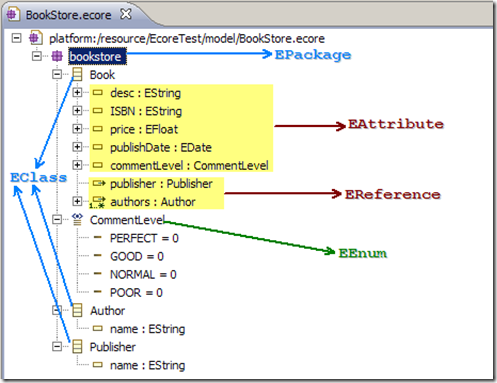 BookStore.ecore
platform:/resource/EcoreTest/model/BookStore.ecore
bookstore
EPackage
Book
desc : EString
ISBN : EString
price : EFloat
EAttribute
publishDate : EDate
commentLevel : CommentLevel
EClass
publisher : Publisher
EReference
1..* authors : Author
CommentLevel
PERFECT = 0
EEnum
GOOD = 0
NORMAL = 0
POOR = 0
Author
name : EString
Publisher
name : EString